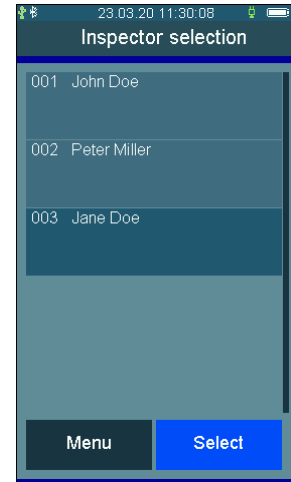 23.03.20 11:30:08
Inspector selection
001 John Doe
002 Peter Miller
003 Jane Doe
Menu Select